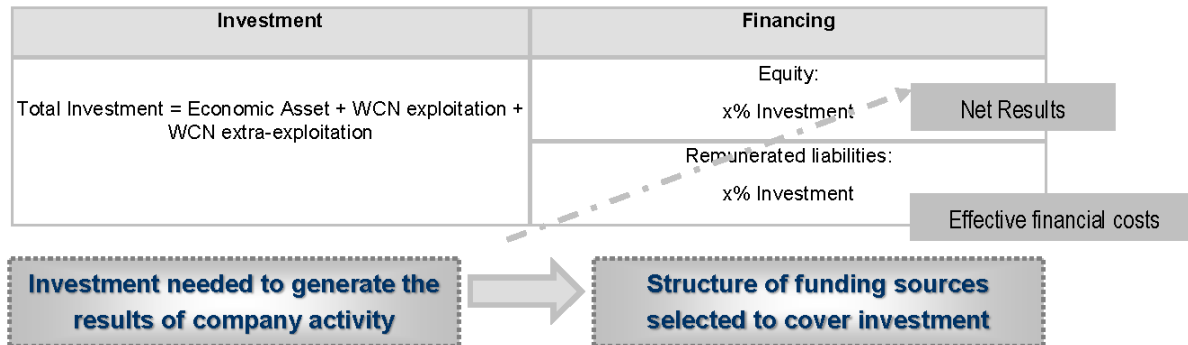 Investment
Financing
Total Investment = Economic Asset + WCN exploitation +
WCN extra-exploitation
Equity:
x% Investment
Net Results
Remunerated liabilities:
x% Investment
Effective financial costs
Investment needed to generate the
results of company activity
Structure of funding sources
selected to cover investment